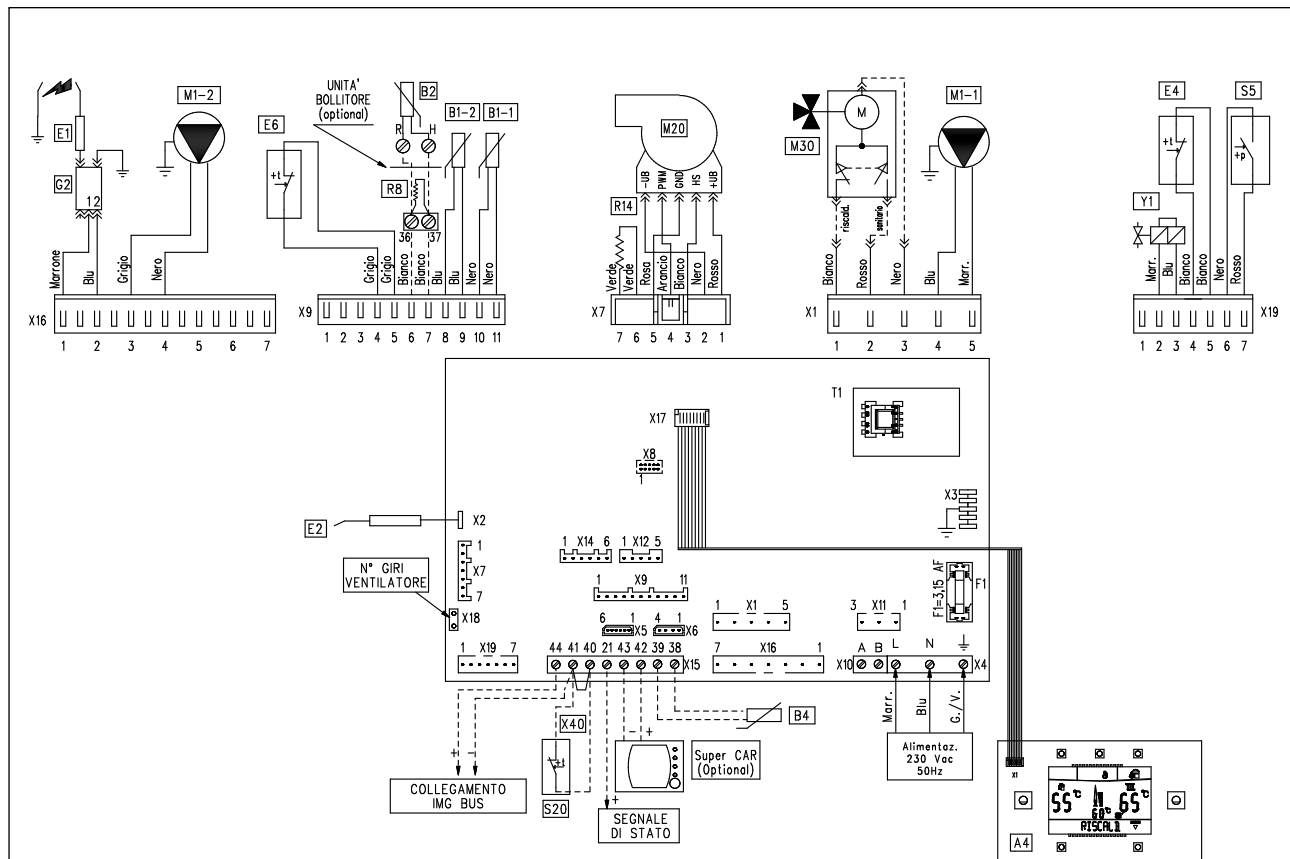 E1
G2
1 2
M1-2
Marrone
Blu
Grigio
Nero
X16
1 2 3 4 5 6 7
UNITA'
BOLLITORE
(optional)
E6
+t
B2
R H
B1-2
B1-1
R8
36 37
Grigio
Grigio
Bianco
Bianco
Blu
Blu
Nero
Nero
X9
1 2 3 4 5 6 7 8 9 10 11
M20
-UB
PWM
GND
HS
+UB
R14
Verde
Verde
Rosa
Arancio
Bianco
Nero
Rosso
X7
7 6 5 4 3 2 1
M
M30
riscald.
sanitario
M1-1
Bianco
Rosso
Nero
Blu
Marr.
X1
1 2 3 4 5
E4
S5
+t
+p
Y1
Marr.
Blu
Bianco
Bianco
Nero
Rosso
X19
1 2 3 4 5 6 7
T1
X17
X8
1
X3
E2
X2
1
X7
7
N° GIRI
VENTILATORE
X18
1 X14 6
1 X12 5
1 X9 11
6 1 X5
4 1 X6
1 X1 5
3 X11 1
F1=3,15 AF
F1
1 X19 7
44 41 40 21 43 42 39 38
X15
7 X16 1
A B L N
X10
X4
Marr.
Blu
G./V.
Alimentaz.
230 Vac
50Hz
B4
X40
+ -
COLLEGAMENTO
IMG BUS
+t
S20
+
SEGNALE
DI STATO
- +
Super CAR
(Optional)
X1
55 °C
60 °C
65 °C
RISCALD
A4